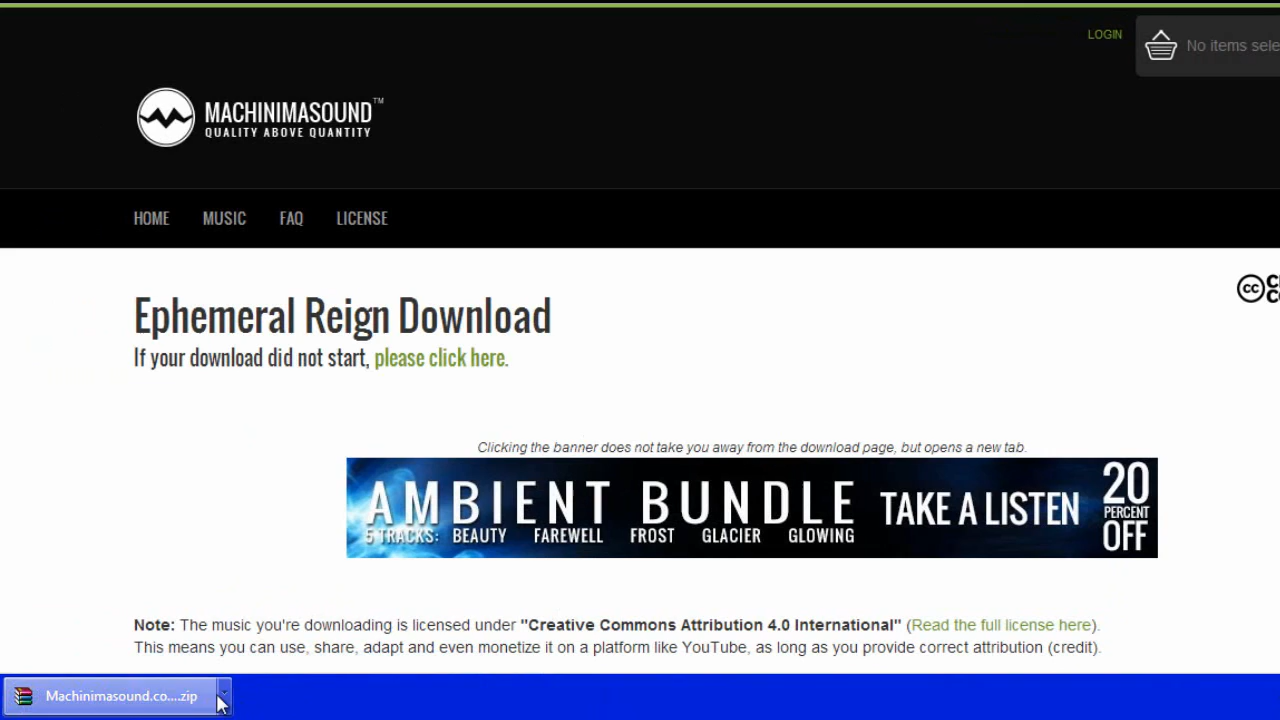 LOGIN
No items sele
MACHINIMASOUND™
QUALITY ABOVE QUANTITY
HOME MUSIC FAQ LICENSE
cc
Ephemeral Reign Download
If your download did not start, please click here.
Clicking the banner does not take you away from the download page, but opens a new tab.
AMBIENT BUNDLE TAKE A LISTEN 20 PERCENT OFF
5 TRACKS: BEAUTY FAREWELL FROST GLACIER GLOWING
Note: The music you're downloading is licensed under "Creative Commons Attribution 4.0 International" (Read the full license here).
This means you can use, share, adapt and even monetize it on a platform like YouTube, as long as you provide correct attribution (credit).
Machinimasound.co....zip